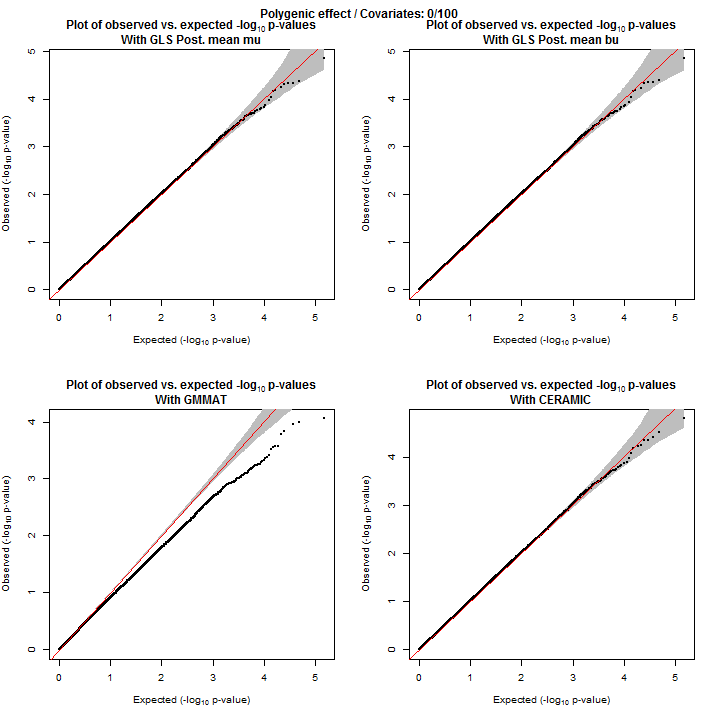 Polygenic effect / Covariates: 0/100
Plot of observed vs. expected -log10 p-values
With GLS Post. mean mu
Observed (-log10 p-value)
5
4
3
2
1
0
0 1 2 3 4 5
Expected (-log10 p-value)
Plot of observed vs. expected -log10 p-values
With GLS Post. mean bu
Observed (-log10 p-value)
5
4
3
2
1
0
0 1 2 3 4 5
Expected (-log10 p-value)
Plot of observed vs. expected -log10 p-values
With GMMAT
Observed (-log10 p-value)
4
3
2
1
0
0 1 2 3 4 5
Expected (-log10 p-value)
Plot of observed vs. expected -log10 p-values
With CERAMIC
Observed (-log10 p-value)
4
3
2
1
0
0 1 2 3 4 5
Expected (-log10 p-value)